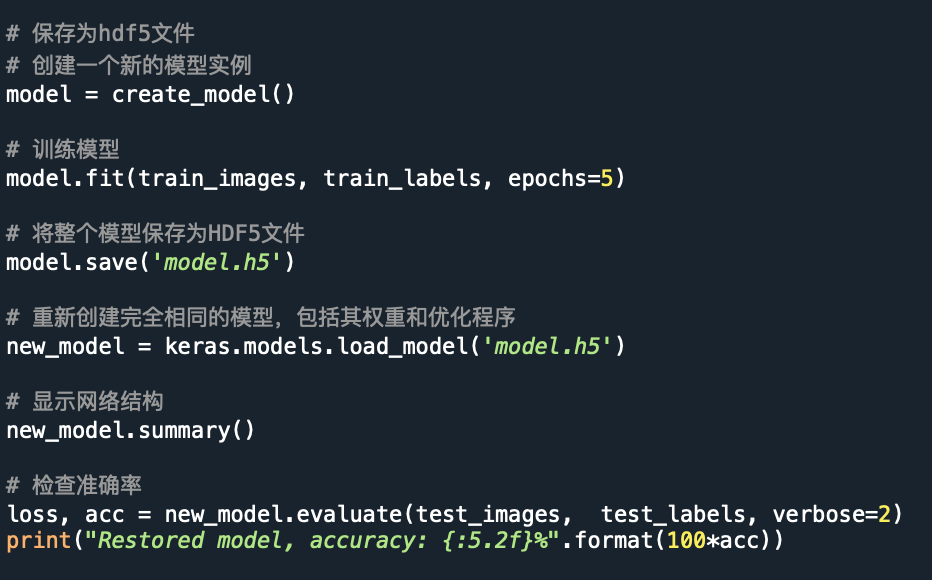 # 保存为hdf5文件
# 创建一个新的模型实例
model = create_model()
# 训练模型
model.fit(train_images, train_labels, epochs=5)
# 将整个模型保存为HDF5文件
model.save('model.h5')
# 重新创建完全相同的模型，包括其权重和优化程序
new_model = keras.models.load_model('model.h5')
# 显示网络结构
new_model.summary()
# 检查准确率
loss, acc = new_model.evaluate(test_images,  test_labels, verbose=2)
print("Restored model, accuracy: {:5.2f}%".format(100*acc))